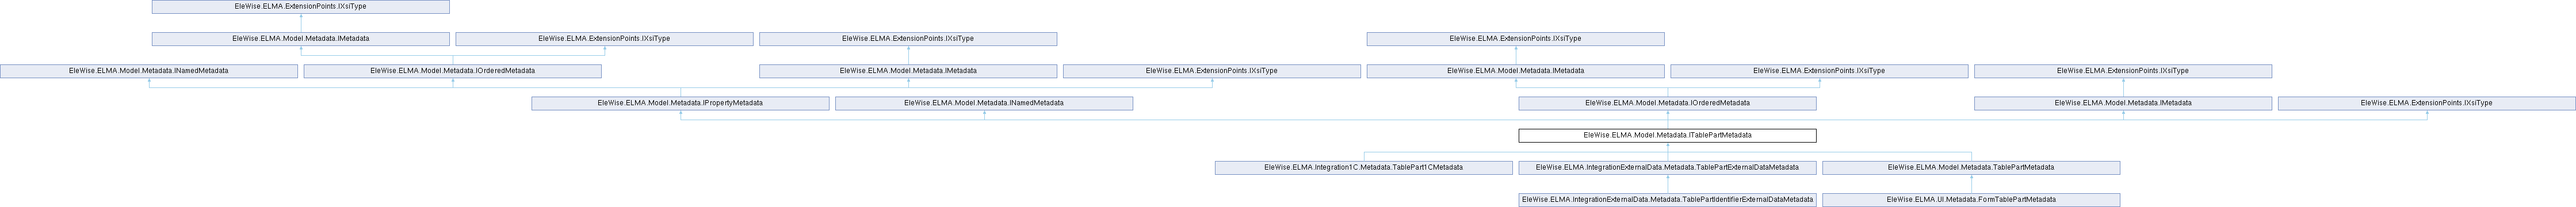 EleWise.ELMA.ExtensionPoints.IXsiType
EleWise.ELMA.Model.Metadata.IMetadata
EleWise.ELMA.ExtensionPoints.IXsiType
EleWise.ELMA.ExtensionPoints.IXsiType
EleWise.ELMA.ExtensionPoints.IXsiType
EleWise.ELMA.Model.Metadata.INamedMetadata
EleWise.ELMA.Model.Metadata.IOrderedMetadata
EleWise.ELMA.Model.Metadata.IMetadata
EleWise.ELMA.ExtensionPoints.IXsiType
EleWise.ELMA.Model.Metadata.IMetadata
EleWise.ELMA.ExtensionPoints.IXsiType
EleWise.ELMA.ExtensionPoints.IXsiType
EleWise.ELMA.Model.Metadata.IPropertyMetadata
EleWise.ELMA.Model.Metadata.INamedMetadata
EleWise.ELMA.Model.Metadata.IOrderedMetadata
EleWise.ELMA.Model.Metadata.IMetadata
EleWise.ELMA.ExtensionPoints.IXsiType
EleWise.ELMA.Model.Metadata.ITablePartMetadata
EleWise.ELMA.Integration1C.Metadata.TablePart1CMetadata
EleWise.ELMA.IntegrationExternalData.Metadata.TablePartExternalDataMetadata
EleWise.ELMA.Model.Metadata.TablePartMetadata
EleWise.ELMA.IntegrationExternalData.Metadata.TablePartIdentifierExternalDataMetadata
EleWise.ELMA.UI.Metadata.FormTablePartMetadata